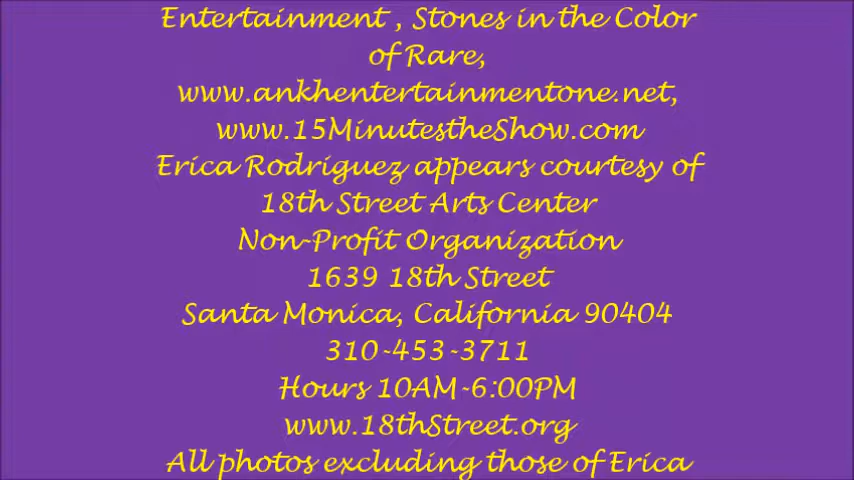 Entertainment , Stones in the Color
of Rare,
www.ankhentertainmentone.net,
www.15MinutestheShow.com
Erica Rodriguez appears courtesy of
18th Street Arts Center
Non-Profit Organization
1639 18th Street
Santa Monica, California 90404
310-453-3711
Hours 10AM-6:00PM
www.18thStreet.org
All photos excluding those of Erica